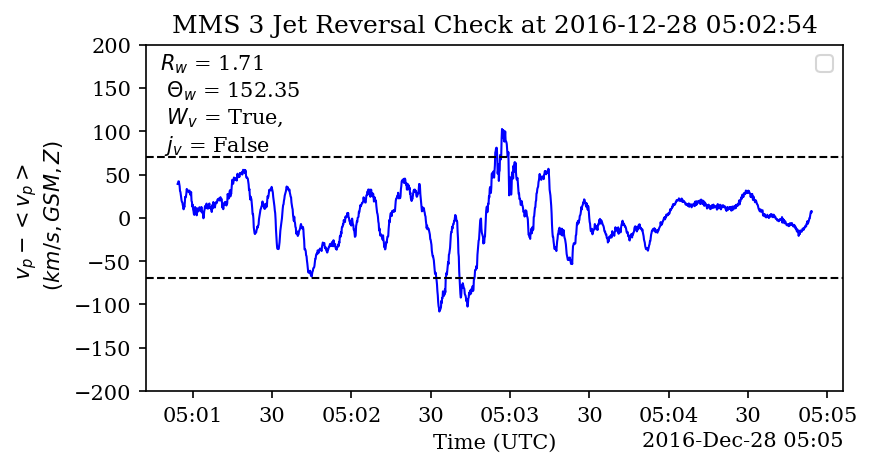 MMS 3 Jet Reversal Check at 2016-12-28 05:02:54
R_w = 1.71
Θ_w = 152.35
W_v = True,
j_v = False
v_p − < v_p >
(km/s, GSM, Z)
200
150
100
50
0
−50
−100
−150
−200
05:01 30 05:02 30 05:03 30 05:04 30 05:05
Time (UTC) 2016-Dec-28 05:05